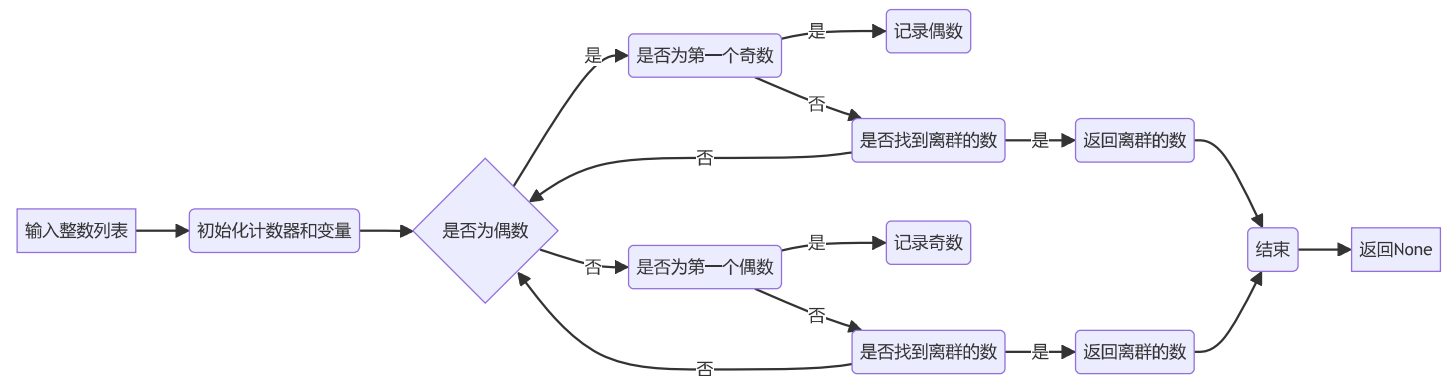 输入整数列表
初始化计数器和变量
是否为偶数
是
是否为第一个奇数
是
记录偶数
否
是否找到离群的数
是
返回离群的数
否
否
是否为第一个偶数
是
记录奇数
否
是否找到离群的数
是
返回离群的数
否
结束
返回None